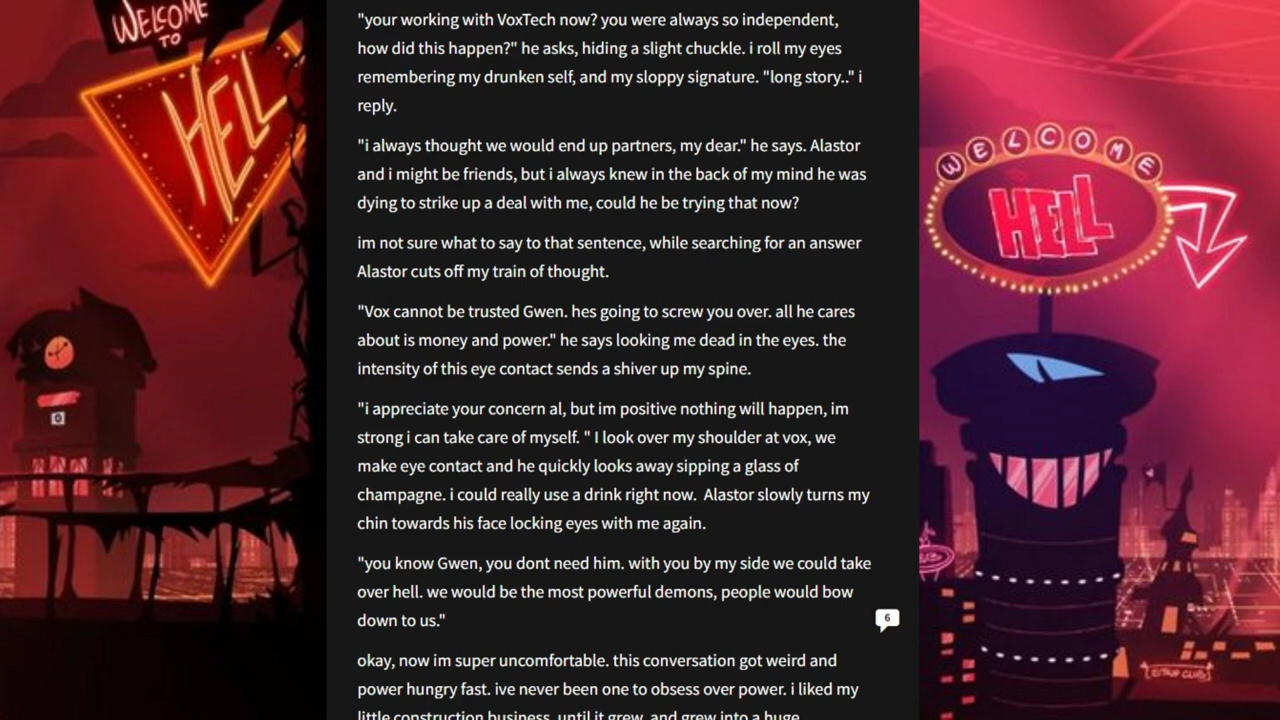 WELCOME
TO
HELL
"your working with VoxTech now? you were always so independent,
how did this happen?" he asks, hiding a slight chuckle. i roll my eyes
remembering my drunken self, and my sloppy signature. "long story.." i
reply.
"i always thought we would end up partners, my dear." he says. Alastor
and i might be friends, but i always knew in the back of my mind he was
dying to strike up a deal with me, could he be trying that now?
im not sure what to say to that sentence, while searching for an answer
Alastor cuts off my train of thought.
"Vox cannot be trusted Gwen. hes going to screw you over. all he cares
about is money and power." he says looking me dead in the eyes. the
intensity of this eye contact sends a shiver up my spine.
"i appreciate your concern al, but im positive nothing will happen, im
strong i can take care of myself. " I look over my shoulder at vox, we
make eye contact and he quickly looks away sipping a glass of
champagne. i could really use a drink right now.  Alastor slowly turns my
chin towards his face locking eyes with me again.
"you know Gwen, you dont need him. with you by my side we could take
over hell. we would be the most powerful demons, people would bow
down to us."
6
okay, now im super uncomfortable. this conversation got weird and
power hungry fast. ive never been one to obsess over power. i liked my
little construction business, until it grew, and grew into a huge
WELCOME
HELL